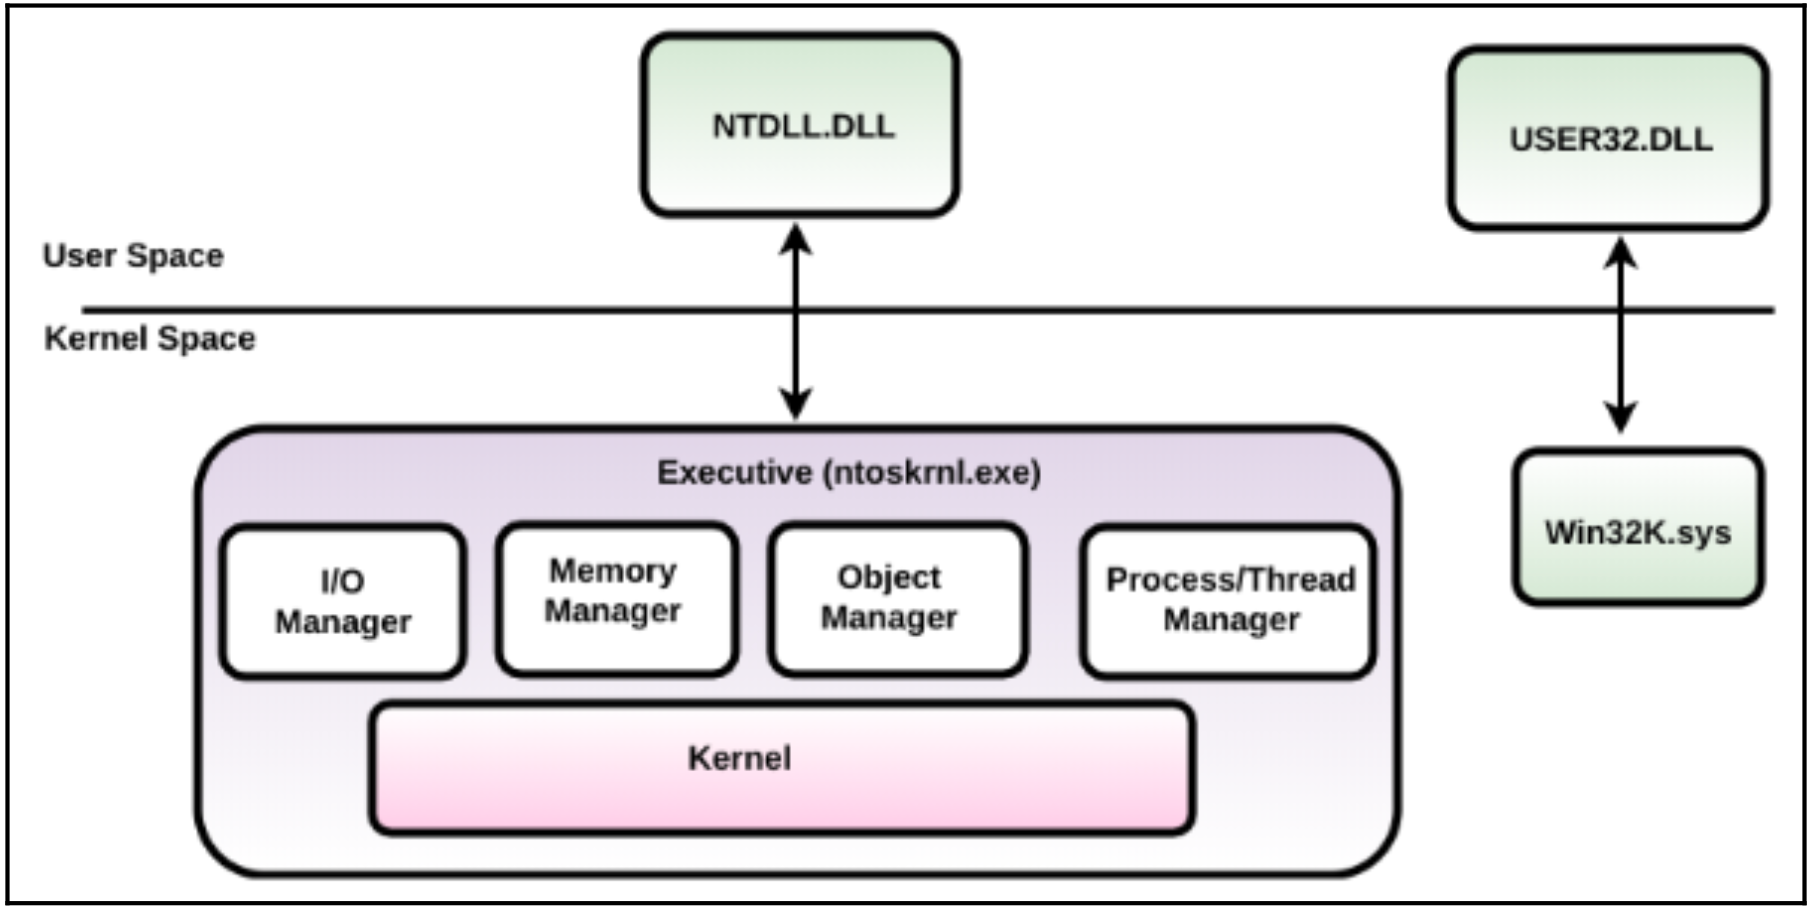 NTDLL.DLL
USER32.DLL
User Space
Kernel Space
Executive (ntoskrnl.exe)
I/O
Manager
Memory
Manager
Object
Manager
Process/Thread
Manager
Win32K.sys
Kernel